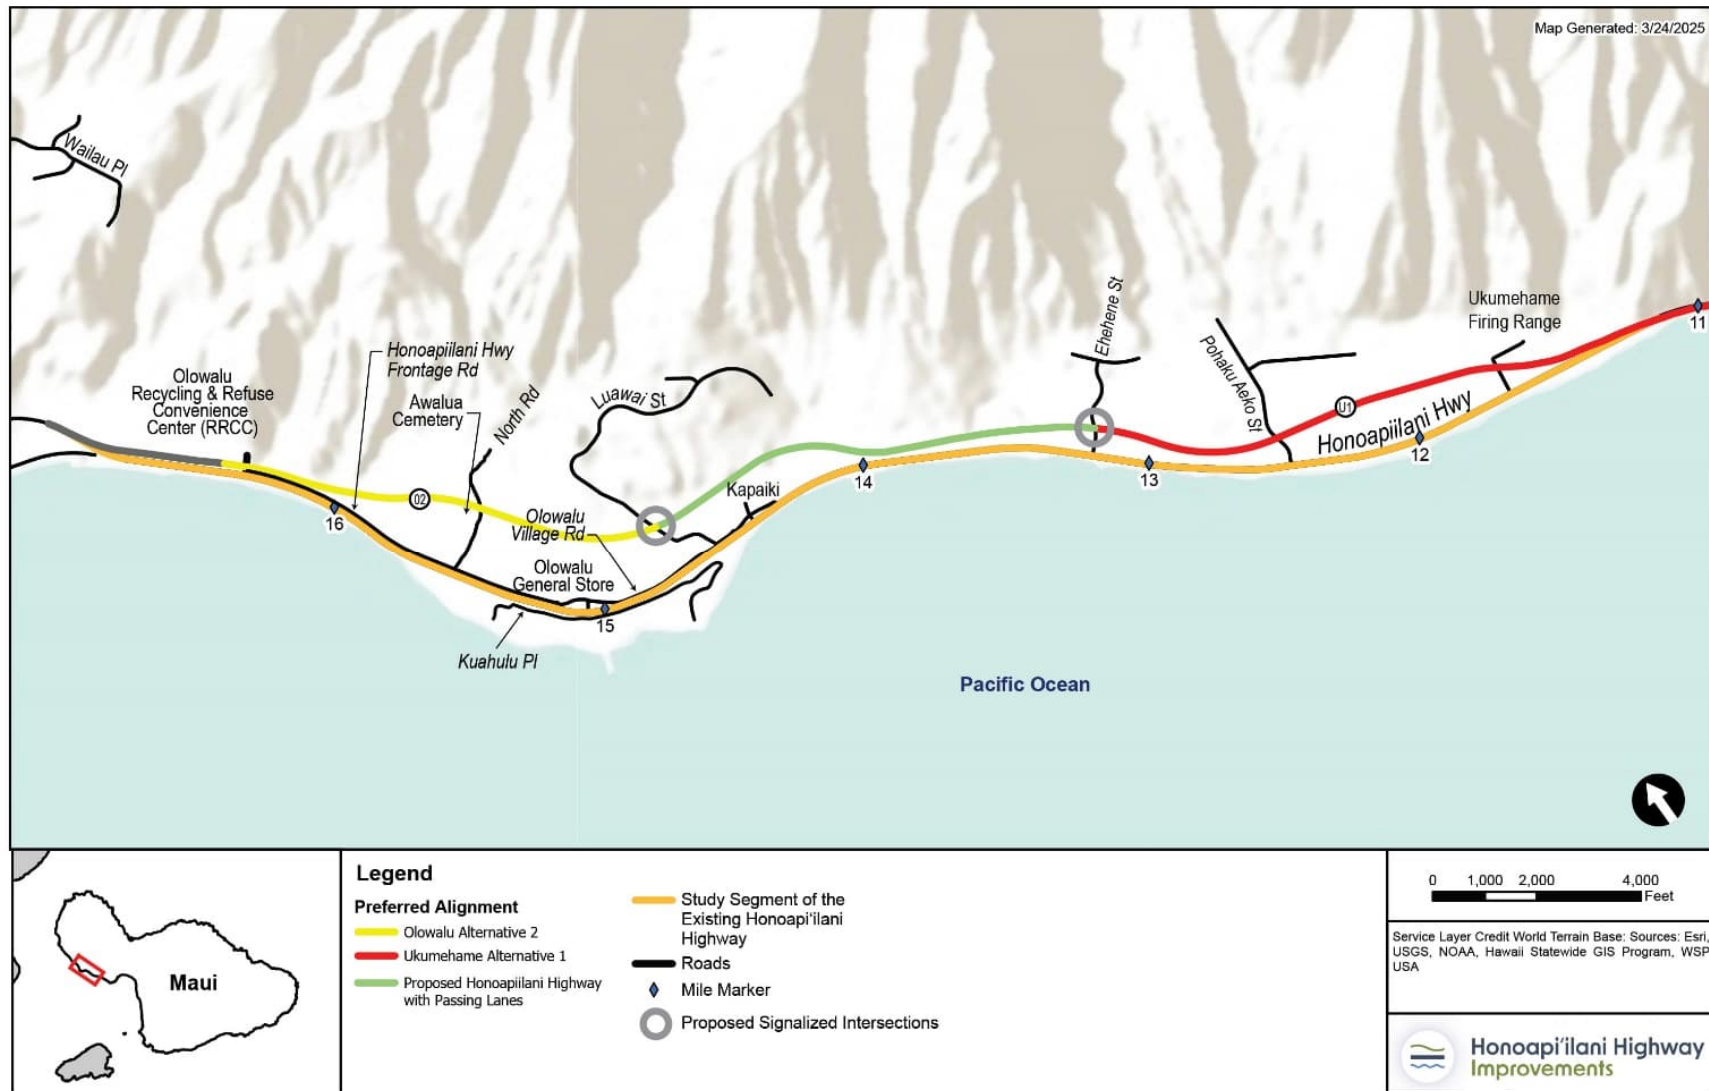 Map Generated: 3/24/2025
Wailau Pl
Ehehene St
Ukumehame
Firing Range
11
Pohaku Aeko St
Honoapiilani Hwy
Frontage Rd
Olowalu
Recycling & Refuse
Convenience
Center (RRCC)
Awalua
Cemetery
North Rd
Luawai St
U1
Honoapiilani Hwy
12
13
14
02
16
Kapaiki
Olowalu
Village Rd
Olowalu
General Store
15
Kuahulu Pl
Pacific Ocean
Maui
Legend
Preferred Alignment
Olowalu Alternative 2
Ukumehame Alternative 1
Proposed Honoapiilani Highway
with Passing Lanes
Study Segment of the
Existing Honoapiʻilani
Highway
Roads
Mile Marker
Proposed Signalized Intersections
0 1,000 2,000 4,000
Feet
Service Layer Credit World Terrain Base: Sources: Esri,
USGS, NOAA, Hawaii Statewide GIS Program, WSP
USA
Honoapiʻilani Highway
Improvements